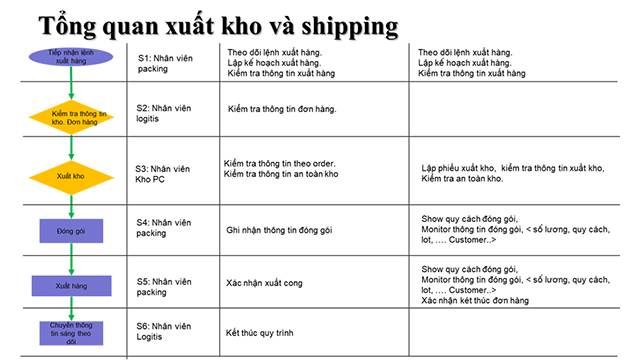 Tổng quan xuất kho và shipping
Tiếp nhận lệnh
xuất hàng
S1: Nhân viên
packing
Theo dõi lệnh xuất hàng.
Lập kế hoạch xuất hàng.
Kiểm tra thông tin xuất hàng
Theo dõi lệnh xuất hàng.
Lập kế hoạch xuất hàng.
Kiểm tra thông tin xuất hàng
Kiểm tra thông tin
kho. Đơn hàng
S2: Nhân viên
logitis
Kiểm tra thông tin đơn hàng.
Xuất kho
S3: Nhân viên
Kho PC
Kiểm tra thông tin theo order.
Kiểm tra thông tin an toàn kho
Lập phiếu xuất kho, kiểm tra thông tin xuất kho,
Kiểm tra an toàn kho.
Đóng gói
S4: Nhân viên
packing
Ghi nhận thông tin đóng gói
Show quy cách đóng gói,
Monitor thông tin đóng gói, < số lương, quy cách,
lot, …. Customer..>
Xuất hàng
S5: Nhân viên
packing
Xác nhận xuất cong
Show quy cách đóng gói,
Monitor thông tin đóng gói, < số lương, quy cách,
lot, …. Customer..>
Xác nhận két thúc đơn hàng
Chuyển thông
tin sáng theo
dõi
S6: Nhân viên
Logitis
Kết thúc quy trình